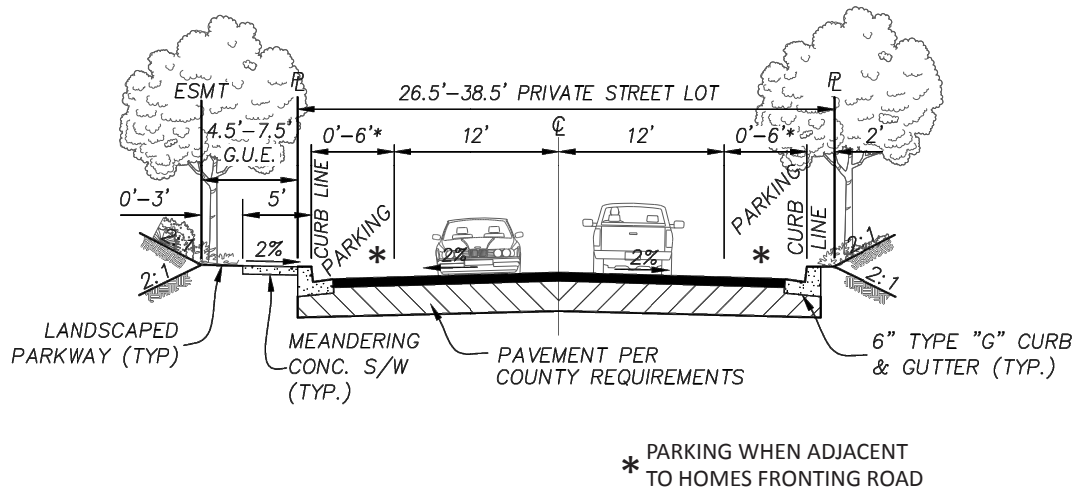 ESMT
PL
26.5'-38.5' PRIVATE STREET LOT
PL
4.5'-7.5'
G.U.E.
0'-6'*
12'
CL
12'
0'-6'*
2'
0'-3'
5'
CURB LINE
PARKING
*
PARKING
*
CURB
LINE
2:1
2:1
2%
2%
2%
2:1
2:1
LANDSCAPED
PARKWAY (TYP)
MEANDERING
CONC. S/W
(TYP.)
PAVEMENT PER
COUNTY REQUIREMENTS
6" TYPE "G" CURB
& GUTTER (TYP.)
* PARKING WHEN ADJACENT
TO HOMES FRONTING ROAD